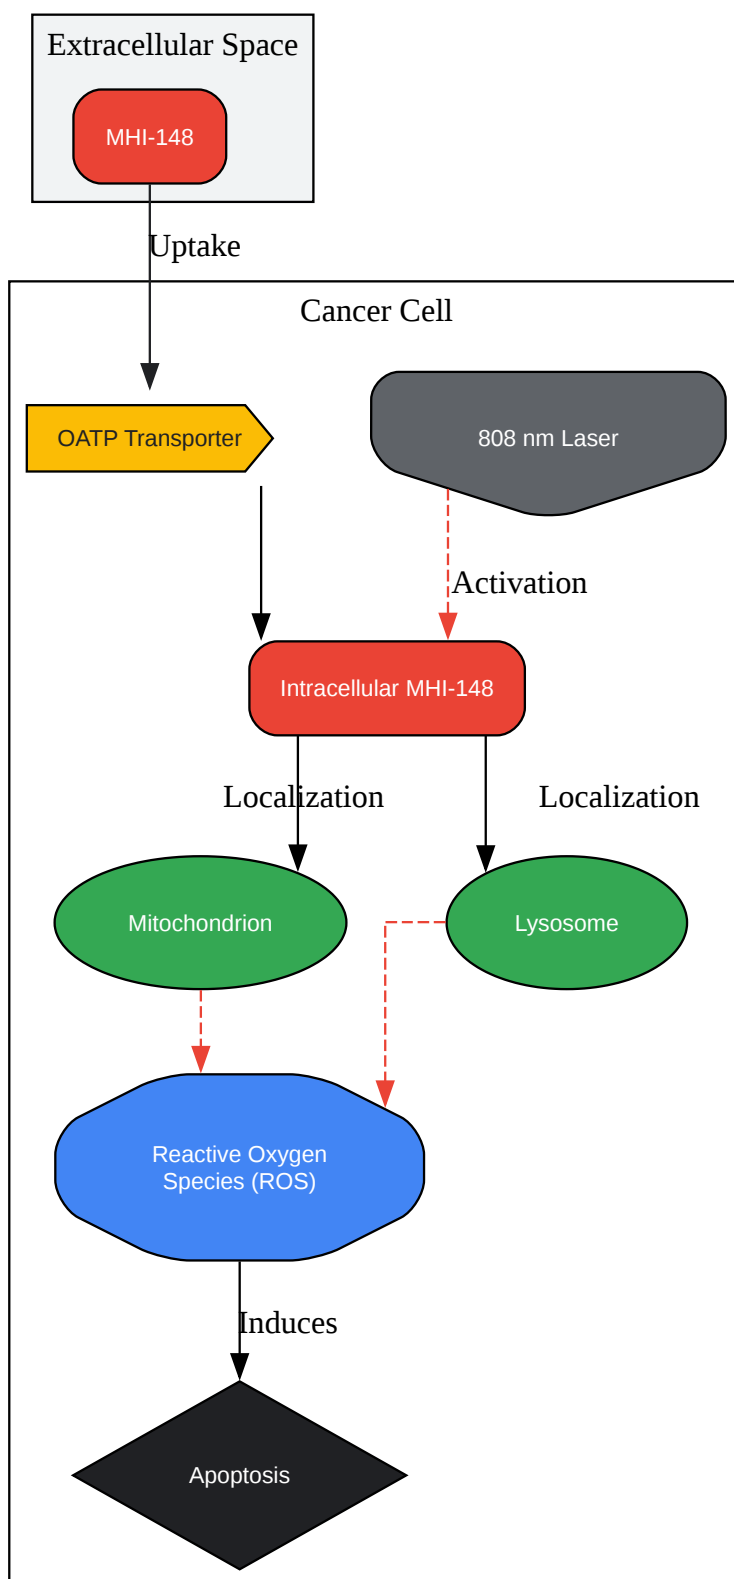 Extracellular Space
MHI-148
Uptake
Cancer Cell
OATP Transporter
808 nm Laser
Activation
Intracellular MHI-148
Localization
Localization
Mitochondrion
Lysosome
Reactive Oxygen
Species (ROS)
Induces
Apoptosis